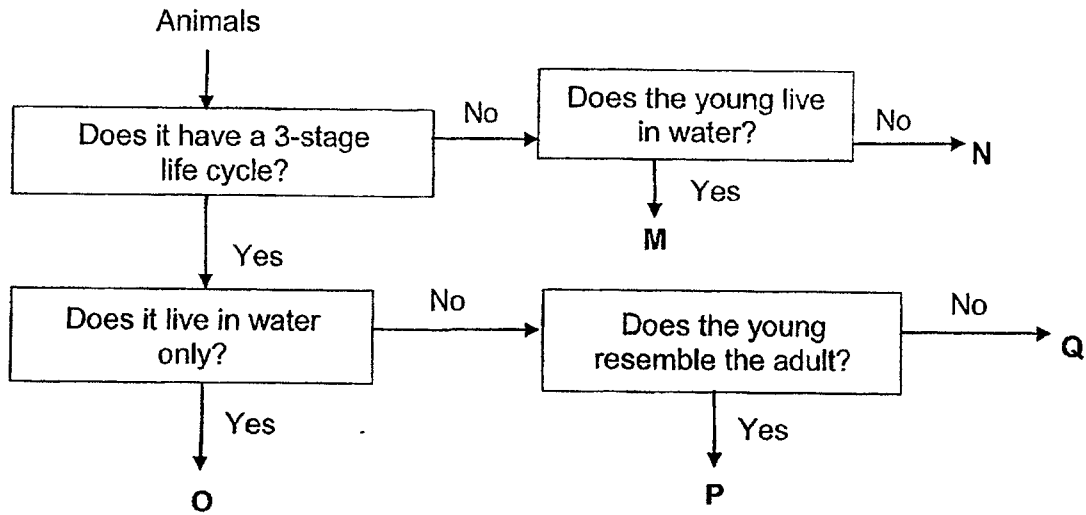 Animals
Does it have a 3-stage
life cycle?
No
Does the young live
in water?
No
N
Yes
M
Yes
Does it live in water
only?
No
Does the young
resemble the adult?
No
Q
Yes
O
Yes
P